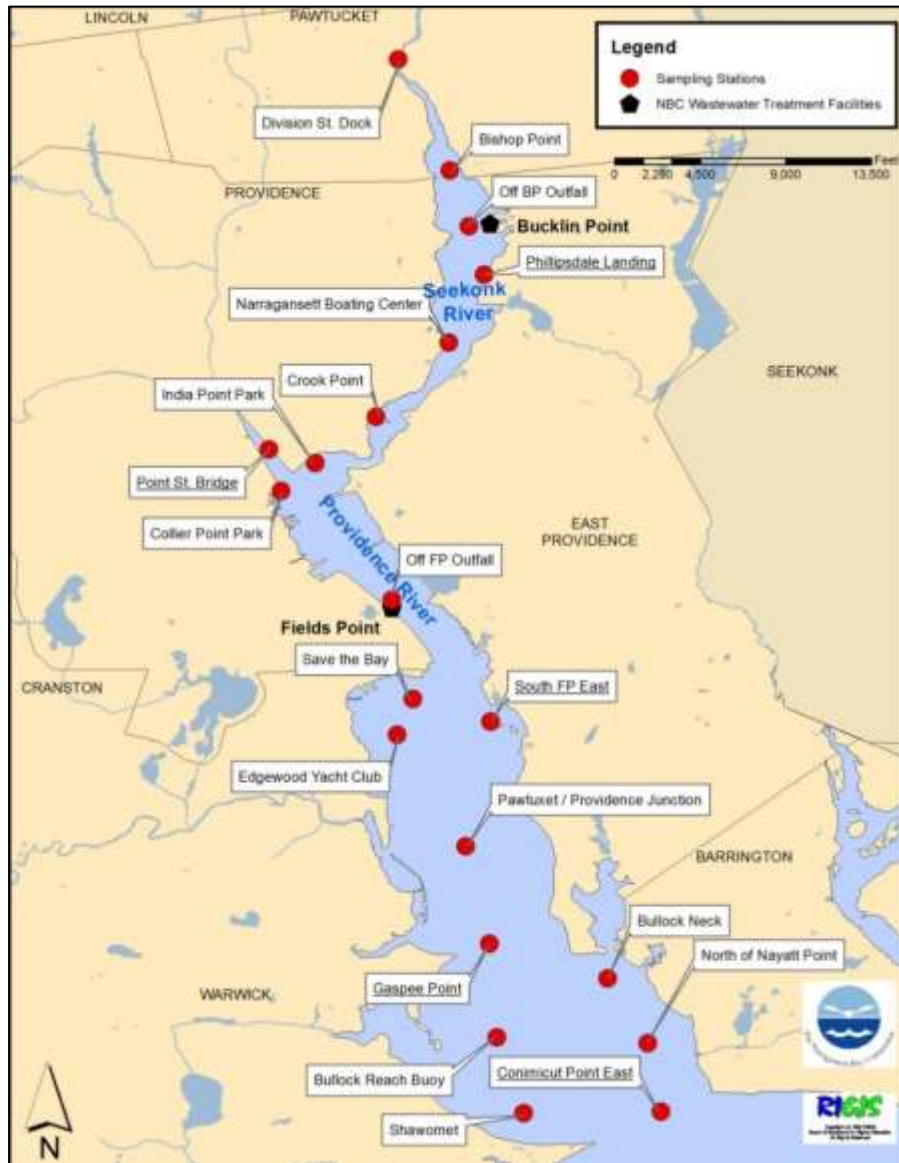 LINCOLN
PAWTUCKET
Legend
Sampling Stations
NBC Wastewater Treatment Facilities
Division St. Dock
Bishop Point
Feet
0 2,250 4,500 9,000 13,500
PROVIDENCE
Off BP Outfall
Bucklin Point
Phillipsdale Landing
Seekonk
River
Narragansett Boating Center
SEEKONK
Crook Point
India Point Park
Point St. Bridge
Collier Point Park
Providence River
EAST
PROVIDENCE
Off FP Outfall
Fields Point
Save the Bay
CRANSTON
South FP East
Edgewood Yacht Club
Pawtuxet / Providence Junction
BARRINGTON
Bullock Neck
North of Nayatt Point
Gaspee Point
WARWICK
Bullock Reach Buoy
Conimicut Point East
Shawomet
RIGIS
N